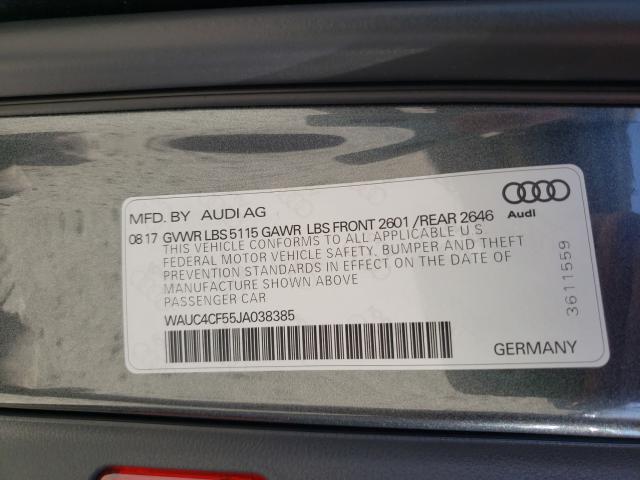 MFD. BY AUDI AG
Audi
08 17 GVWR LBS 5115 GAWR LBS FRONT 2601 /REAR 2646
THIS VEHICLE CONFORMS TO ALL APPLICABLE U S
FEDERAL MOTOR VEHICLE SAFETY, BUMPER AND THEFT
PREVENTION STANDARDS IN EFFECT ON THE DATE OF
MANUFACTURE SHOWN ABOVE
PASSENGER CAR
WAUC4CF55JA038385
3611559
GERMANY